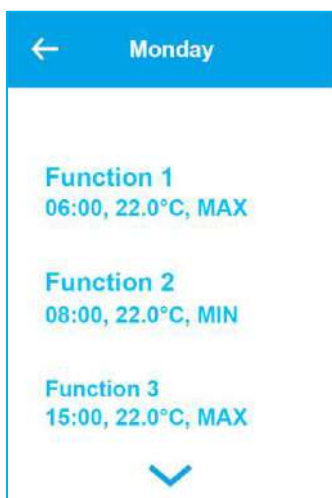 Monday
Function 1
06:00, 22.0°C, MAX
Function 2
08:00, 22.0°C, MIN
Function 3
15:00, 22.0°C, MAX